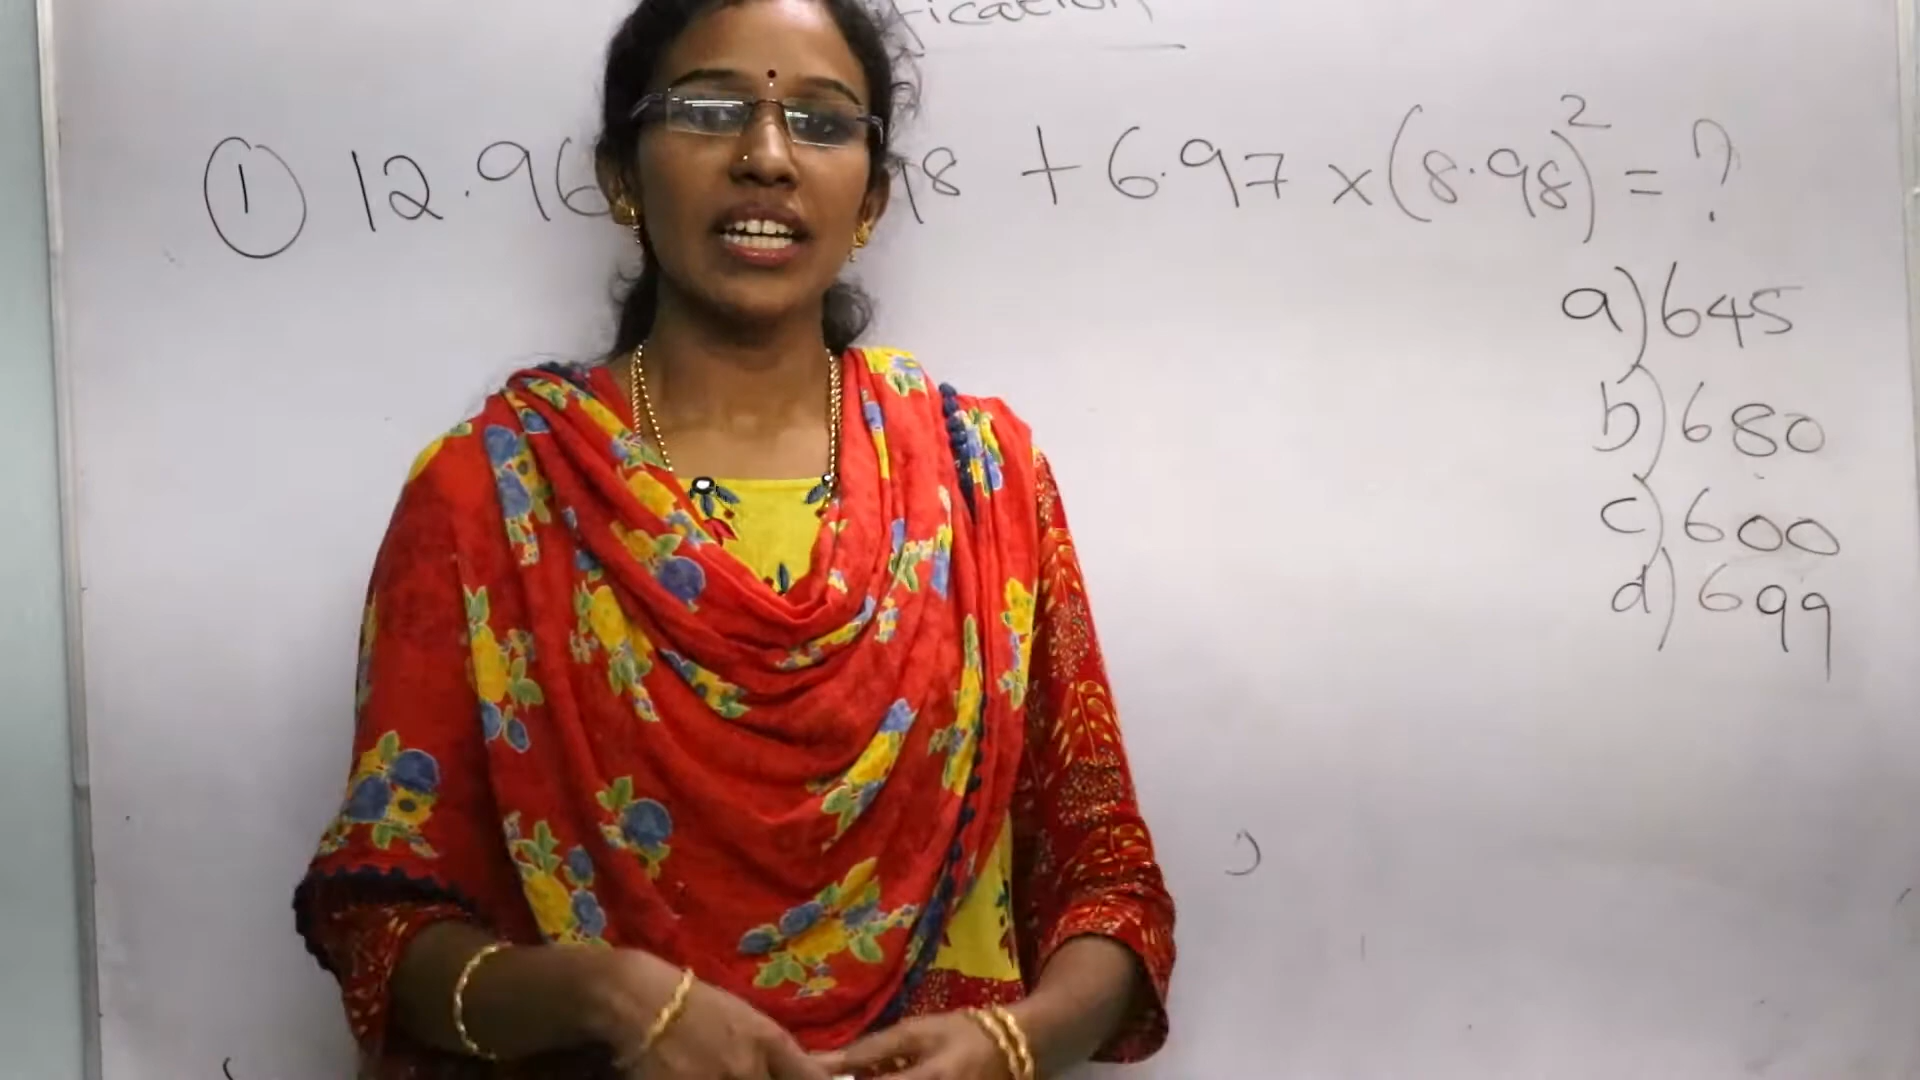 ① 12.96 98 + 6.97 × (8.98)² = ?
a) 645
b) 680
c) 600
d) 699